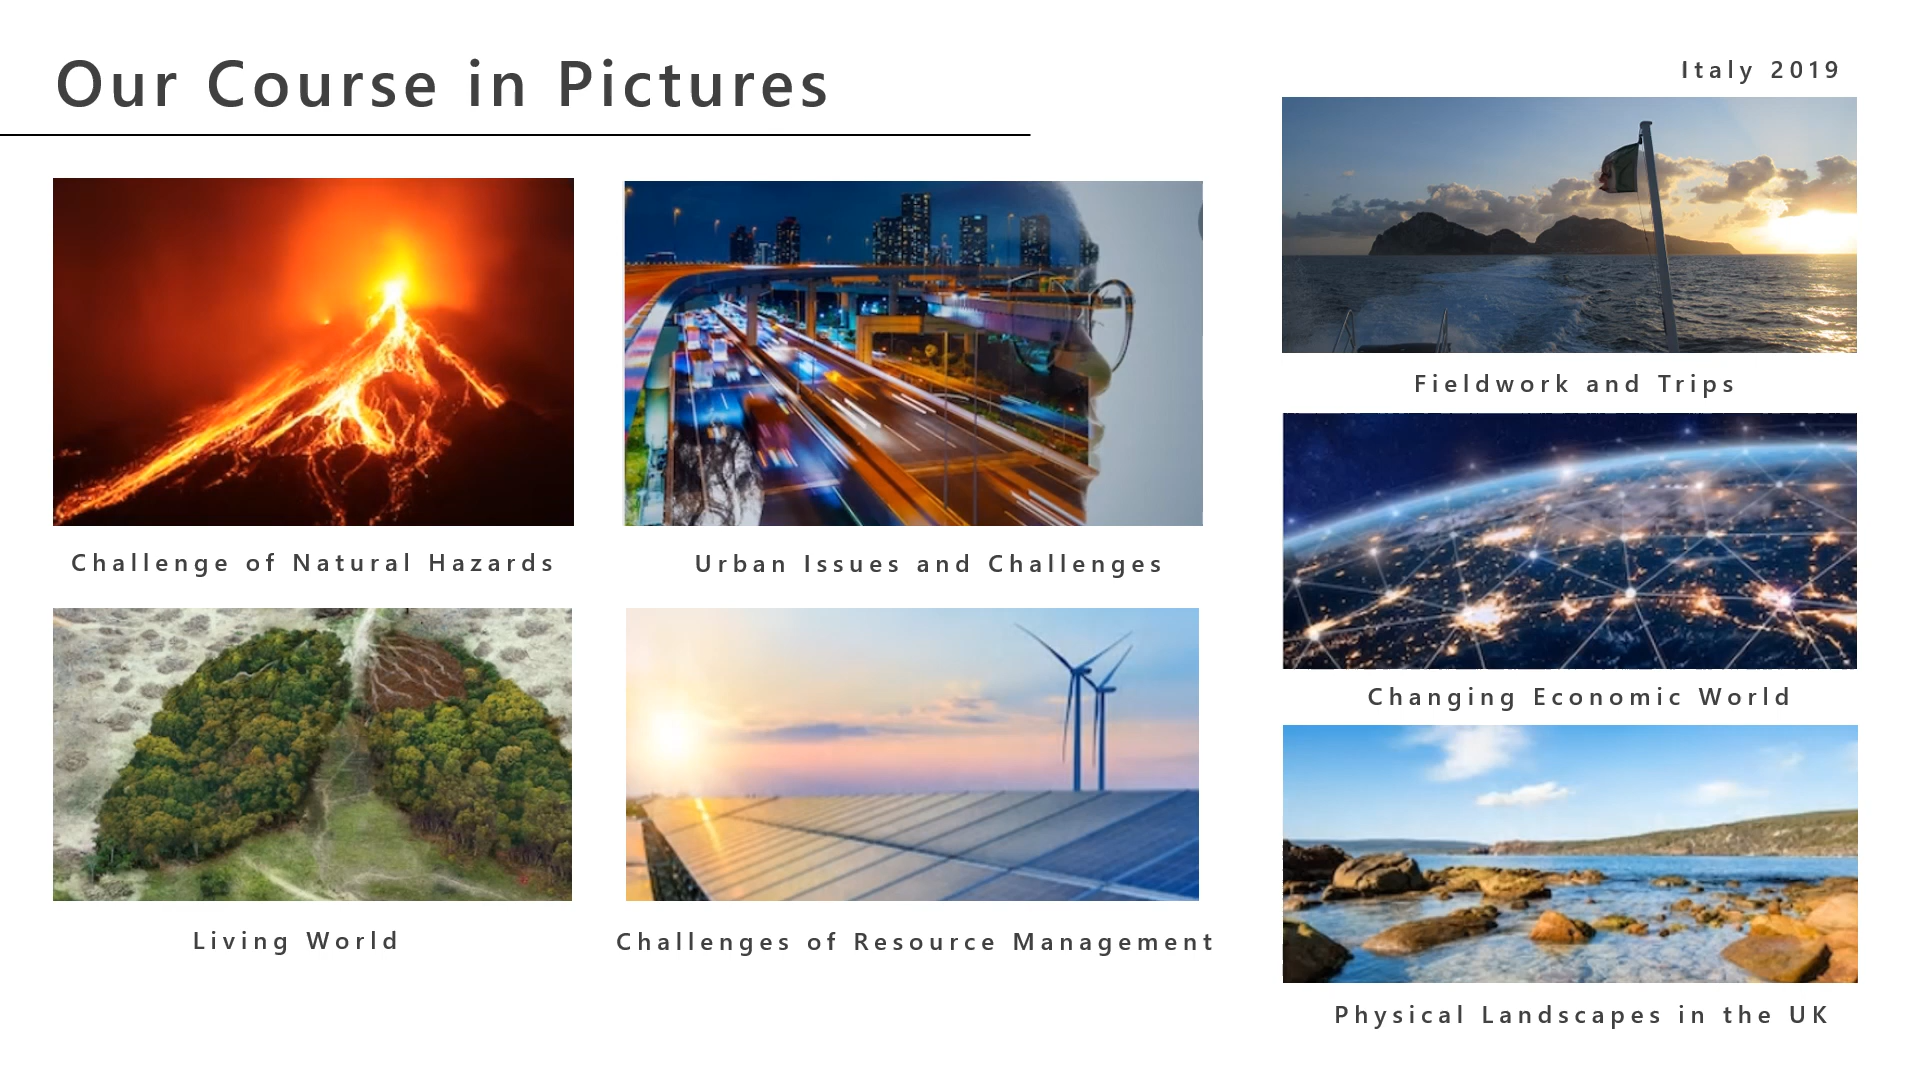 Our Course in Pictures
Italy 2019
Challenge of Natural Hazards
Urban Issues and Challenges
Fieldwork and Trips
Living World
Challenges of Resource Management
Changing Economic World
Physical Landscapes in the UK